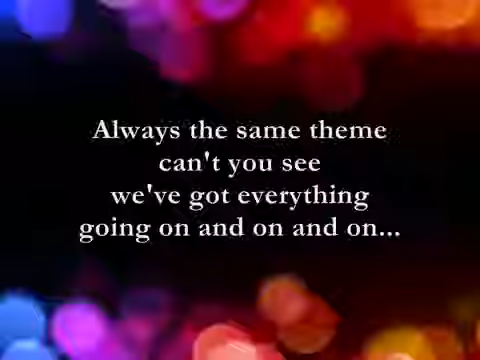 Always the same theme
can't you see
we've got everything
going on and on and on...